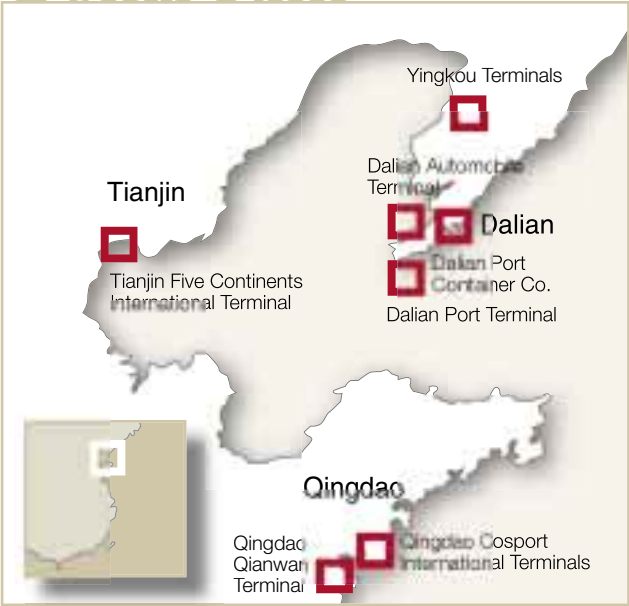 Yingkou Terminals
Dalian Automobile
Terminal
Tianjin
Dalian
Tianjin Five Continents
International Terminal
Dalian Port
Container Co.
Dalian Port Terminal
Qingdao
Qingdao
Qianwan
Terminal
Qingdao Cosport
International Terminals